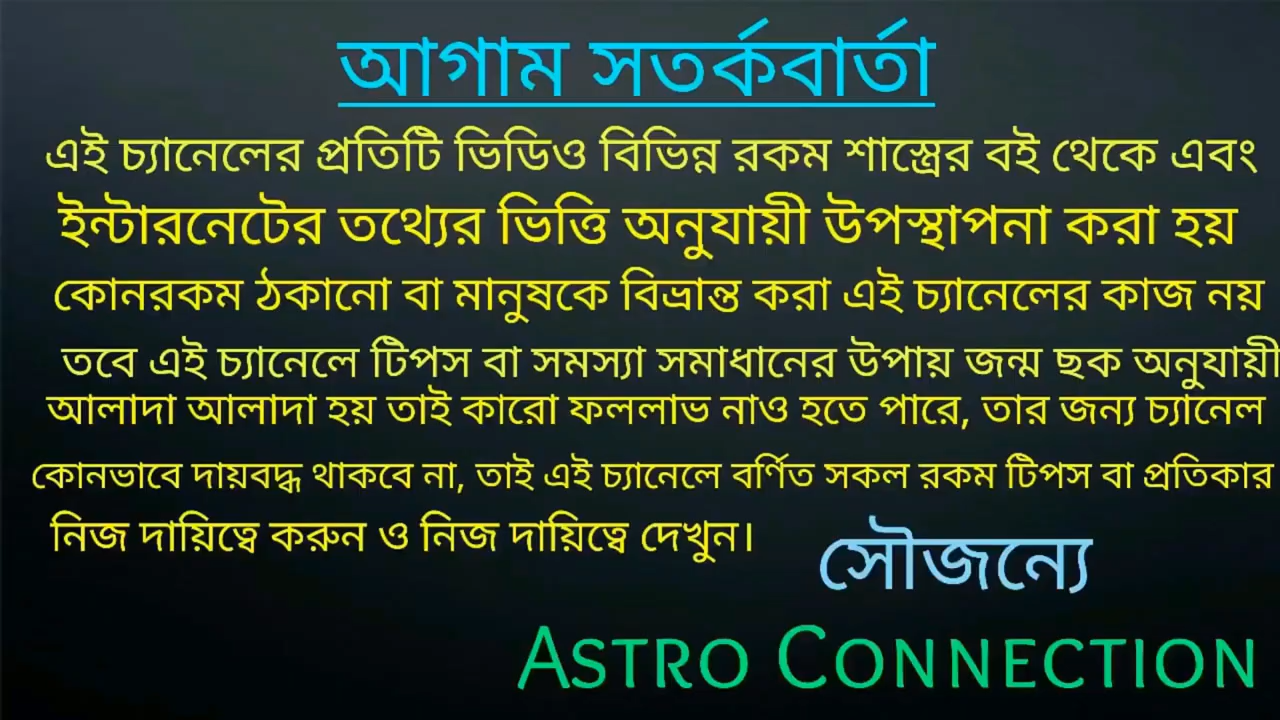 আগাম সতর্কবার্তা
এই চ্যানেলের প্রতিটি ভিডিও বিভিন্ন রকম শাস্ত্রের বই থেকে এবং
ইন্টারনেটের তথ্যের ভিত্তি অনুযায়ী উপস্থাপনা করা হয়
কোনরকম ঠকানো বা মানুষকে বিভ্রান্ত করা এই চ্যানেলের কাজ নয়
তবে এই চ্যানেলে টিপস বা সমস্যা সমাধানের উপায় জন্ম ছক অনুযায়ী
আলাদা আলাদা হয় তাই কারো ফললাভ নাও হতে পারে, তার জন্য চ্যানেল
কোনভাবে দায়বদ্ধ থাকবে না, তাই এই চ্যানেলে বর্ণিত সকল রকম টিপস বা প্রতিকার
নিজ দায়িত্বে করুন ও নিজ দায়িত্বে দেখুন।
সৌজন্যে
ASTRO CONNECTION